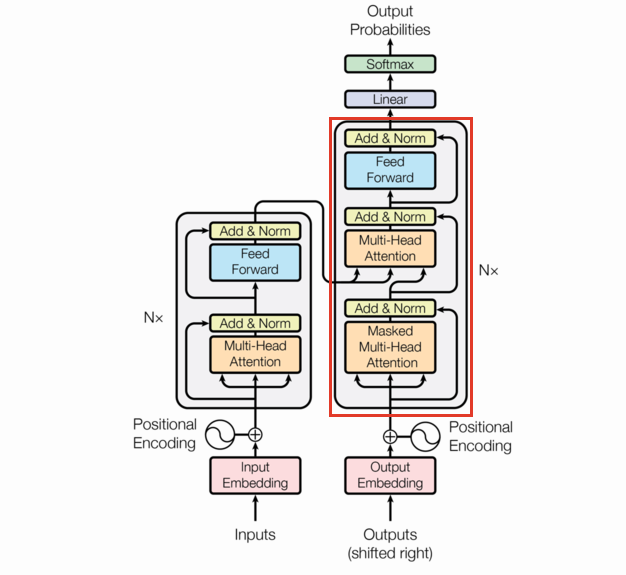 Output
Probabilities
Softmax
Linear
Add & Norm
Feed
Forward
Add & Norm
Multi-Head
Attention
Add & Norm
Masked
Multi-Head
Attention
Nx
Add & Norm
Feed
Forward
Add & Norm
Multi-Head
Attention
N×
Positional
Encoding
Positional
Encoding
Input
Embedding
Output
Embedding
Inputs
Outputs
(shifted right)